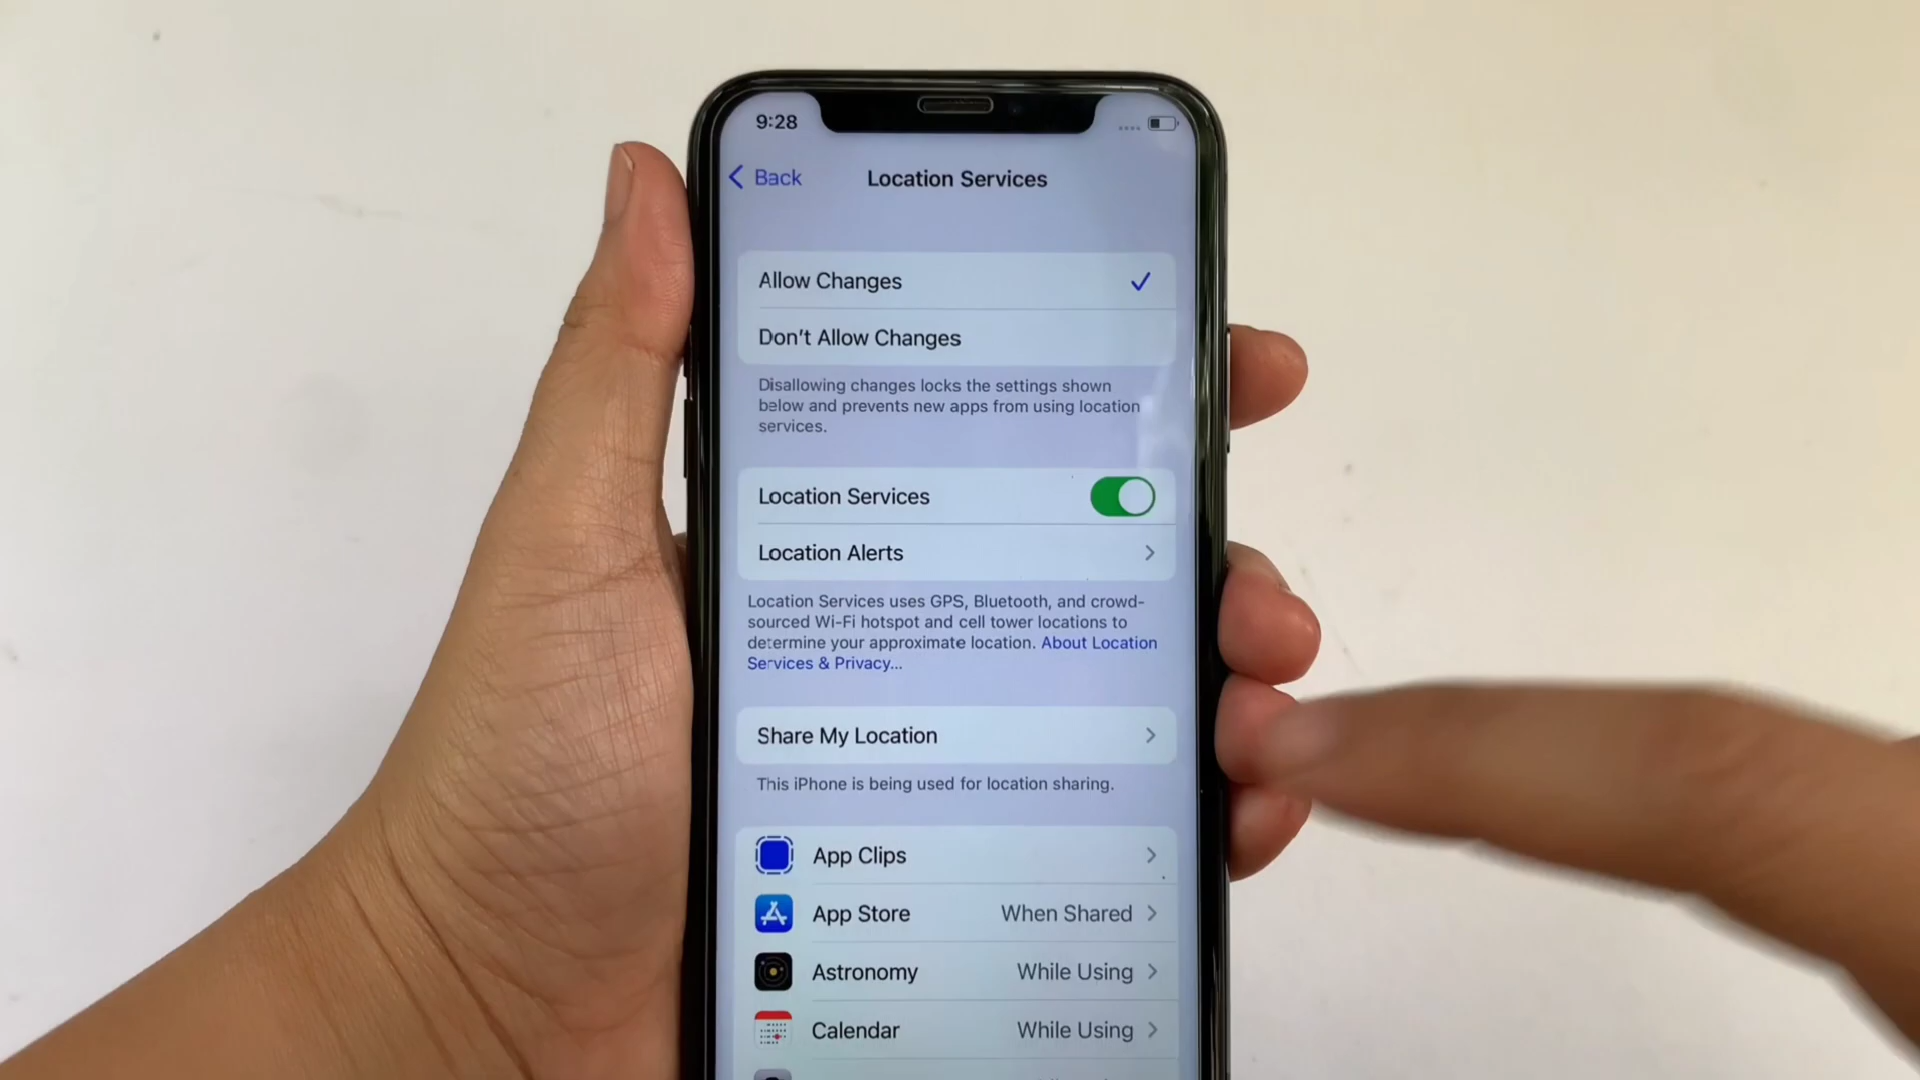 9:28
Back
Location Services
Allow Changes
Don't Allow Changes
Disallowing changes locks the settings shown
below and prevents new apps from using location
services.
Location Services
Location Alerts
Location Services uses GPS, Bluetooth, and crowd-
sourced Wi-Fi hotspot and cell tower locations to
determine your approximate location. About Location
Services & Privacy...
Share My Location
This iPhone is being used for location sharing.
App Clips
App Store When Shared
Astronomy While Using
Calendar While Using